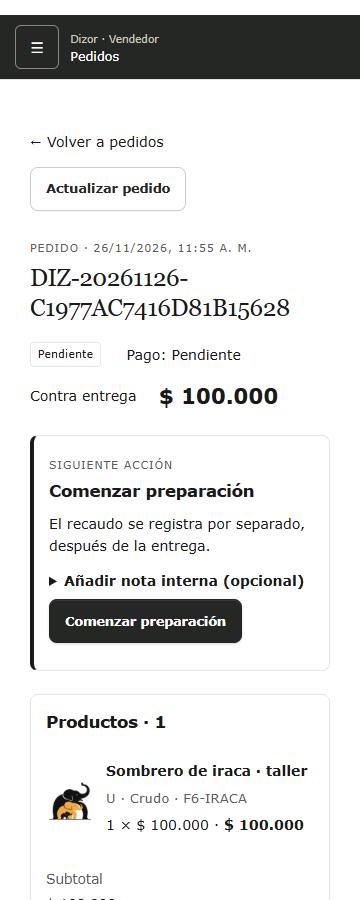 ☰
Dizor · Vendedor
Pedidos
← Volver a pedidos
Actualizar pedido
PEDIDO · 26/11/2026, 11:55 A. M.
DIZ-20261126-
C1977AC7416D81B15628
Pendiente
Pago: Pendiente
Contra entrega
$ 100.000
SIGUIENTE ACCIÓN
Comenzar preparación
El recaudo se registra por separado,
después de la entrega.
▶ Añadir nota interna (opcional)
Comenzar preparación
Productos · 1
Sombrero de iraca · taller
U · Crudo · F6-IRACA
1 × $ 100.000 · $ 100.000
Subtotal